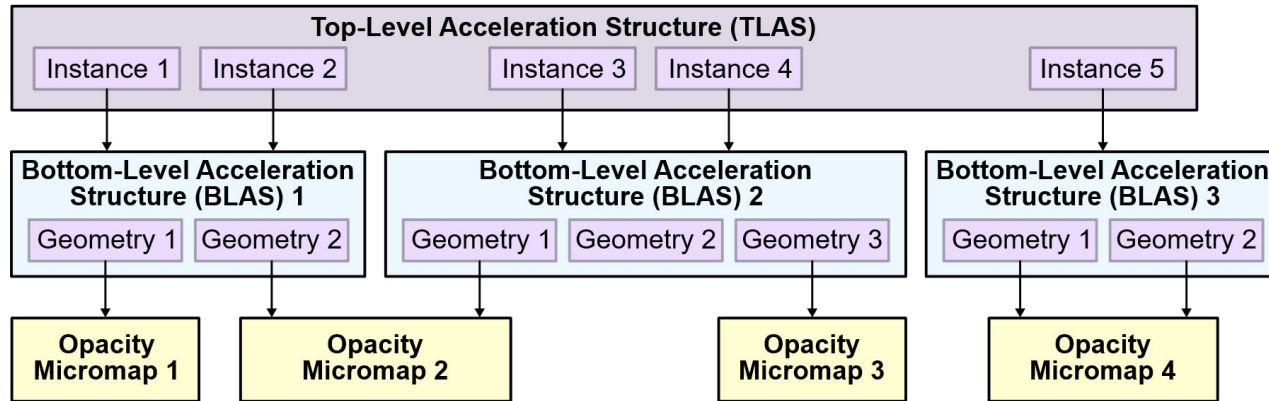 Top-Level Acceleration Structure (TLAS)
Instance 1
Instance 2
Instance 3
Instance 4
Instance 5
Bottom-Level Acceleration
Structure (BLAS) 1
Geometry 1
Geometry 2
Bottom-Level Acceleration
Structure (BLAS) 2
Geometry 1
Geometry 2
Geometry 3
Bottom-Level Acceleration
Structure (BLAS) 3
Geometry 1
Geometry 2
Opacity
Micromap 1
Opacity
Micromap 2
Opacity
Micromap 3
Opacity
Micromap 4